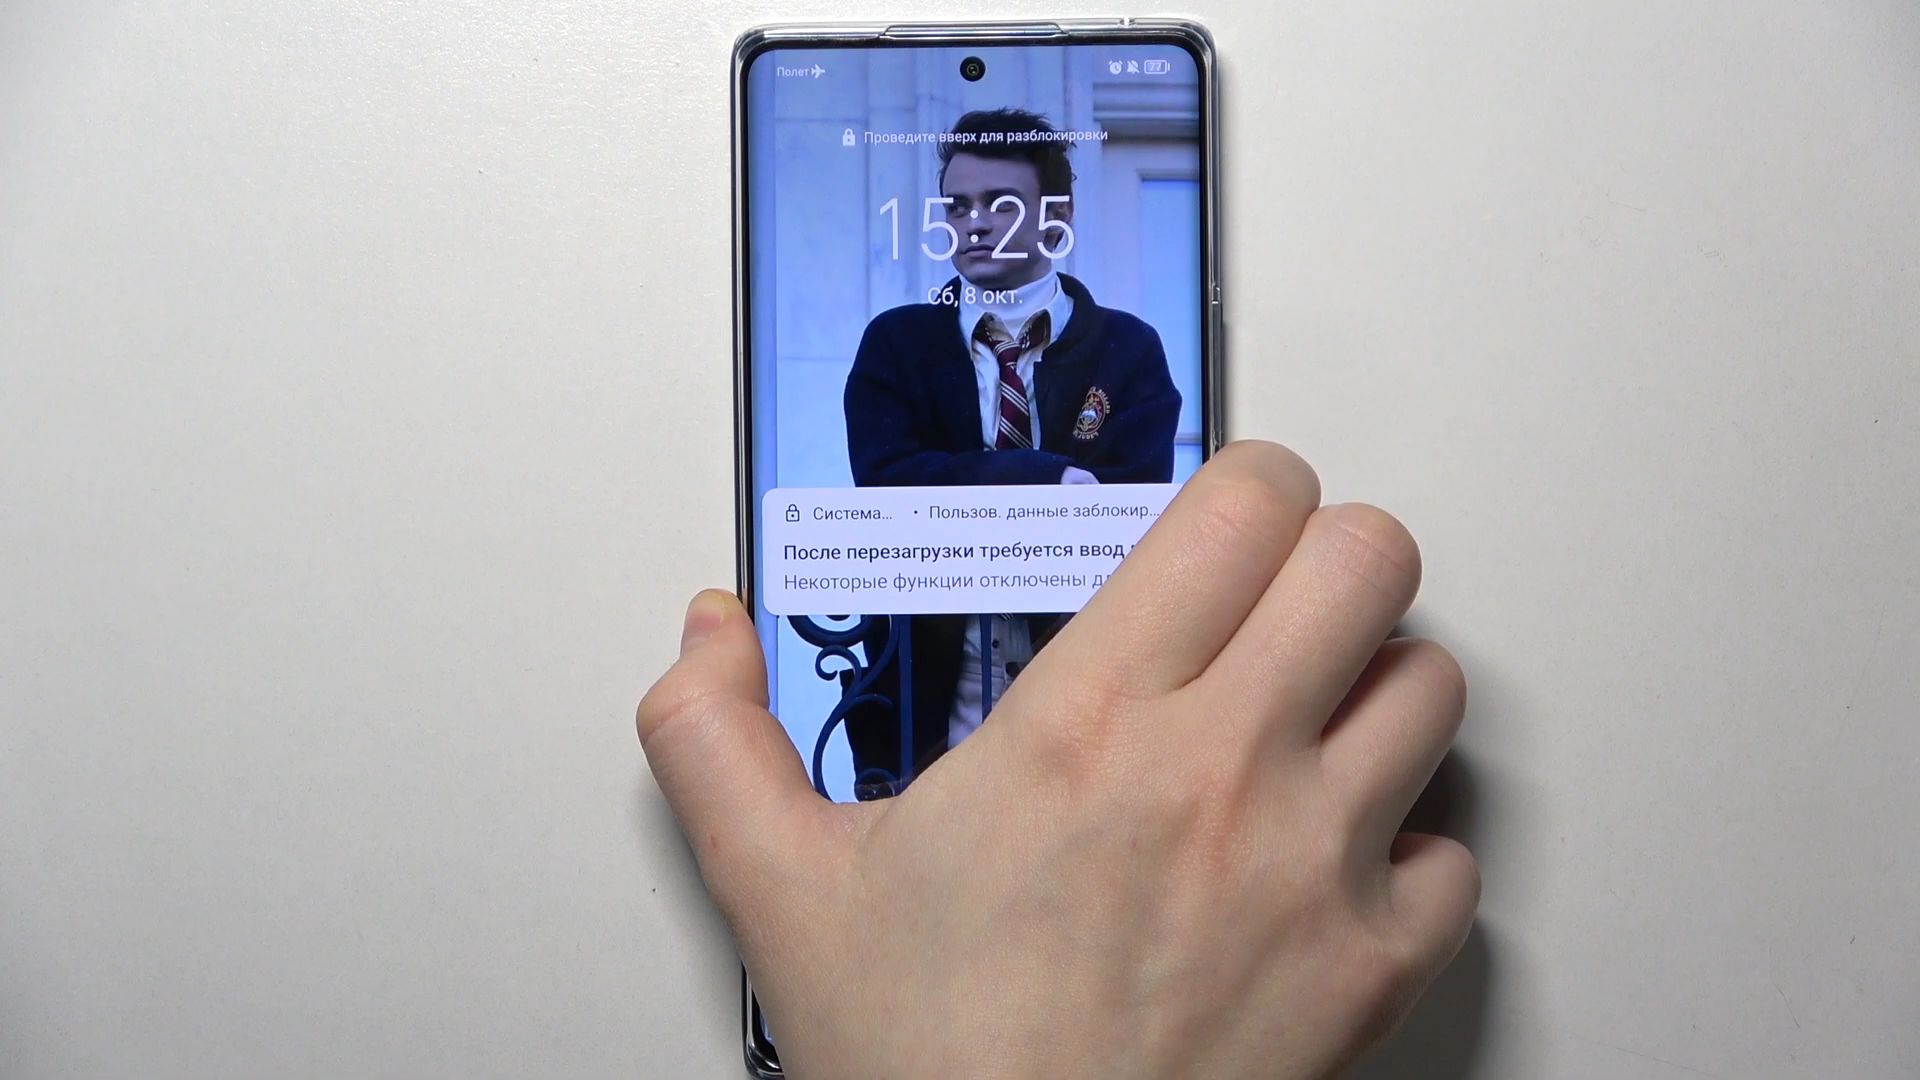 Полет
77
Проведите вверх для разблокировки
15:25
Сб, 8 окт.
Система... • Пользов. данные заблокир...
После перезагрузки требуется ввод
Некоторые функции отключены